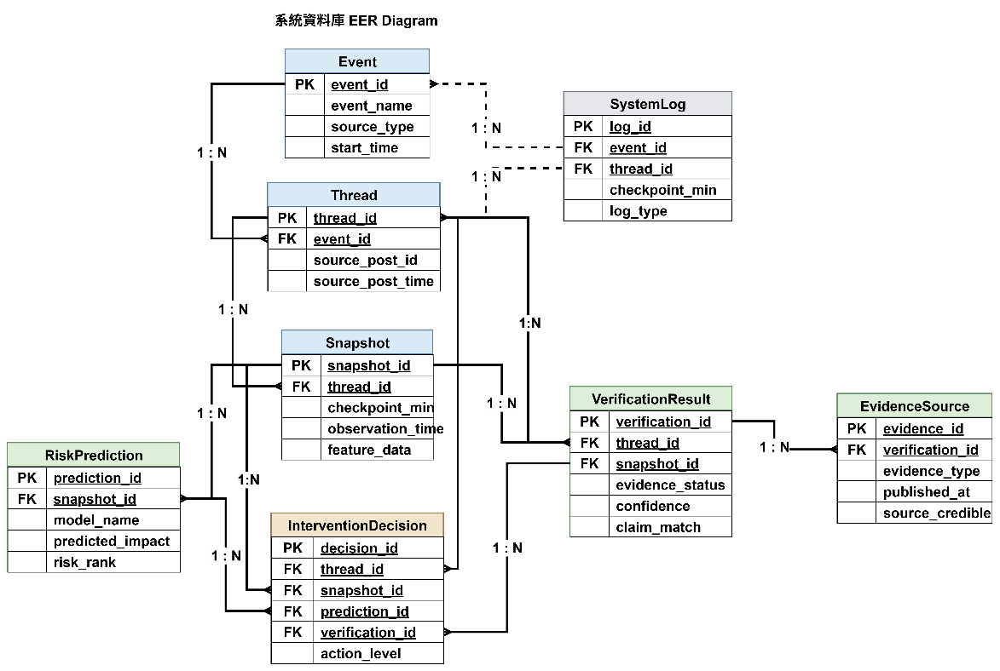 系統資料庫 EER Diagram
Event
PK event_id
event_name
source_type
start_time
1 : N
SystemLog
PK log_id
FK event_id
FK thread_id
checkpoint_min
log_type
1 : N
1 : N
Thread
PK thread_id
FK event_id
source_post_id
source_post_time
1 : N
1:N
Snapshot
PK snapshot_id
FK thread_id
checkpoint_min
observation_time
feature_data
1 : N
1 : N
1:N
VerificationResult
PK verification_id
FK thread_id
FK snapshot_id
evidence_status
confidence
claim_match
1 : N
EvidenceSource
PK evidence_id
FK verification_id
evidence_type
published_at
source_credible
RiskPrediction
PK prediction_id
FK snapshot_id
model_name
predicted_impact
risk_rank
1 : N
1 : N
InterventionDecision
PK decision_id
FK thread_id
FK snapshot_id
FK prediction_id
FK verification_id
action_level